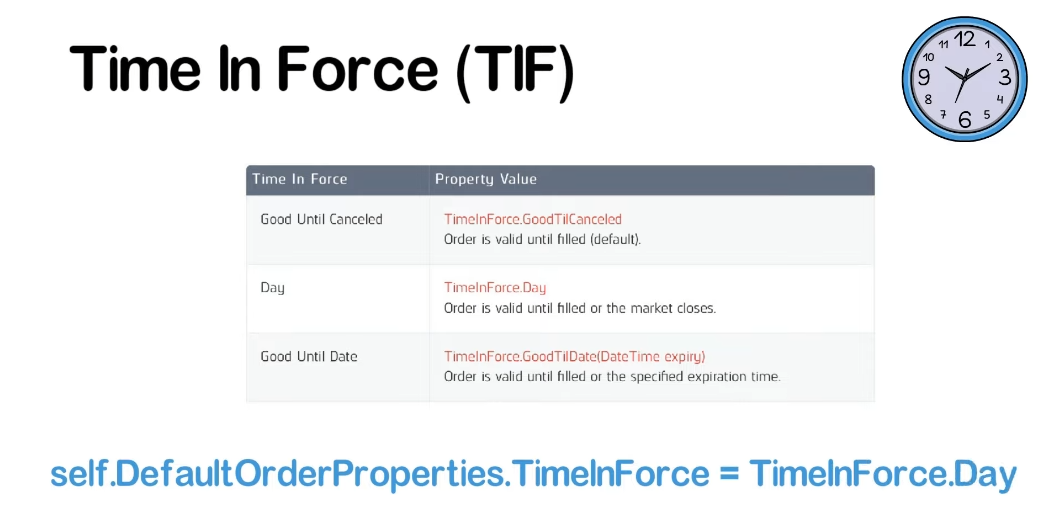 Time In Force (TIF)
11 12 1
10 2
9 3
8 4
7 6 5
Time In Force Property Value
Good Until Canceled TimeInForce.GoodTilCanceled
Order is valid until filled (default).
Day TimeInForce.Day
Order is valid until filled or the market closes.
Good Until Date TimeInForce.GoodTilDate(DateTime expiry)
Order is valid until filled or the specified expiration time.
self.DefaultOrderProperties.TimeInForce = TimeInForce.Day